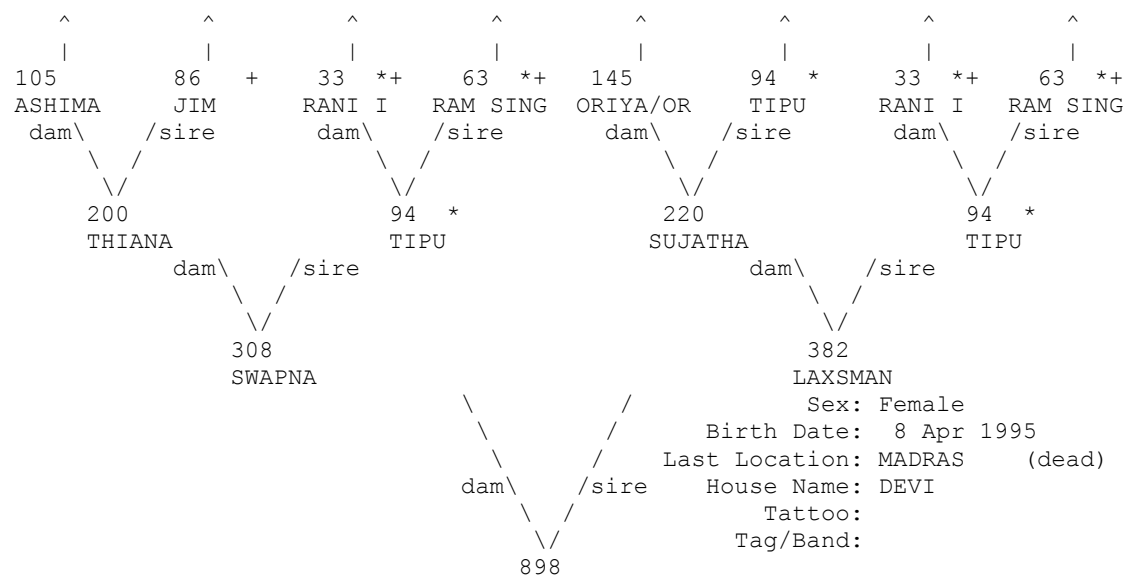 ^ ^ ^ ^ ^ ^ ^ ^
| | | | | | | |
105 86 + 33 *+ 63 *+ 145 94 * 33 *+ 63 *+
ASHIMA JIM RANI I RAM SING ORIYA/OR TIPU RANI I RAM SING
dam\ /sire dam\ /sire dam\ /sire dam\ /sire
\ / \ / \ / \ /
\/ \/ \/ \/
200 94 * 220 94 *
THIANA TIPU SUJATHA TIPU
dam\ /sire dam\ /sire
\ / \ /
\/ \/
308 382
SWAPNA LAXSMAN
\ / Sex: Female
\ / Birth Date: 8 Apr 1995
\ / Last Location: MADRAS (dead)
dam\ /sire House Name: DEVI
\ / Tattoo:
\/ Tag/Band:
898